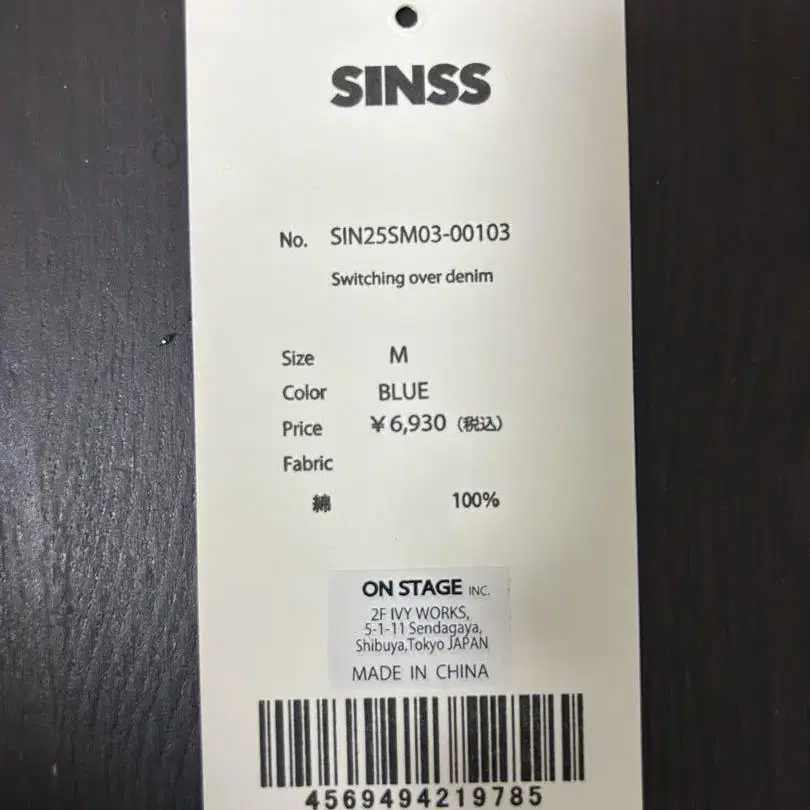 SINSS
No. SIN25SM03-00103
Switching over denim
Size M
Color BLUE
Price ¥6,930 (税込)
Fabric
綿 100%
ON STAGE INC.
2F IVY WORKS,
5-1-11 Sendagaya,
Shibuya,Tokyo JAPAN
MADE IN CHINA
4569494219785